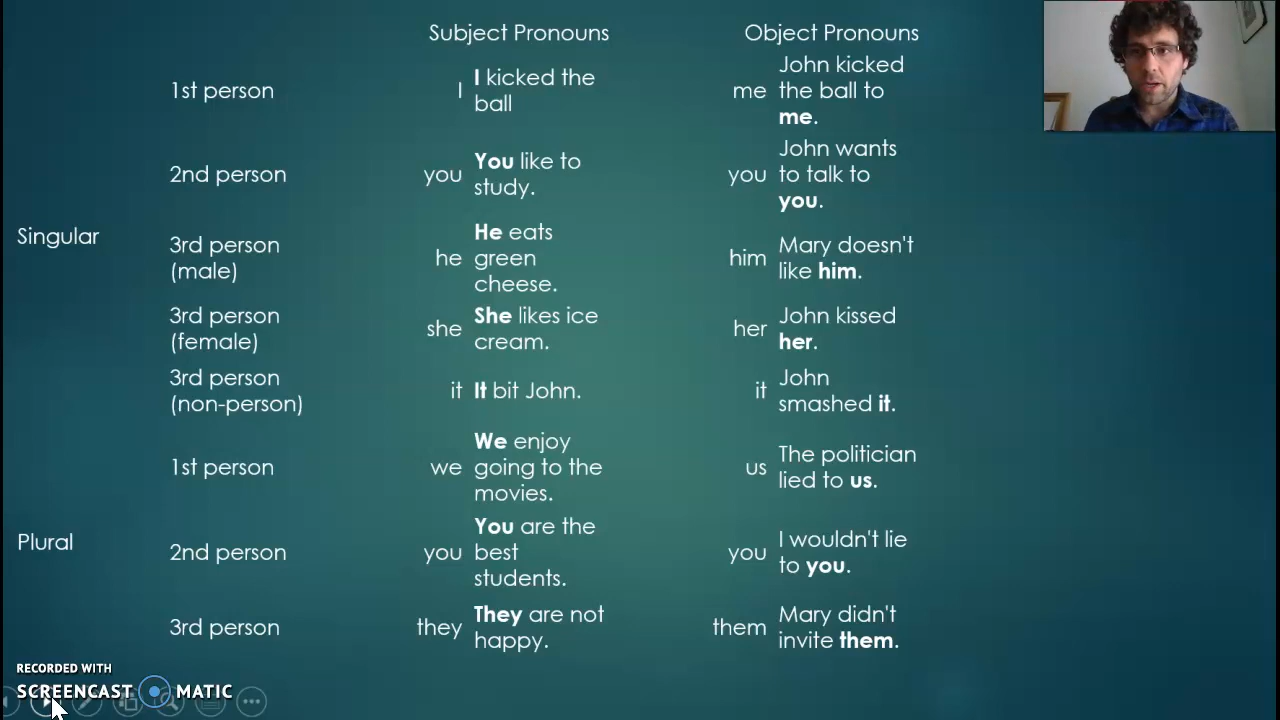 Subject Pronouns
Object Pronouns
1st person
I
I kicked the
ball
me
John kicked
the ball to
me.
2nd person
you
You like to
study.
you
John wants
to talk to
you.
Singular
3rd person
(male)
he
He eats
green
cheese.
him
Mary doesn't
like him.
3rd person
(female)
she
She likes ice
cream.
her
John kissed
her.
3rd person
(non-person)
it
It bit John.
it
John
smashed it.
1st person
we
We enjoy
going to the
movies.
us
The politician
lied to us.
Plural
2nd person
you
You are the
best
students.
you
I wouldn't lie
to you.
3rd person
they
They are not
happy.
them
Mary didn't
invite them.
RECORDED WITH
SCREENCAST MATIC